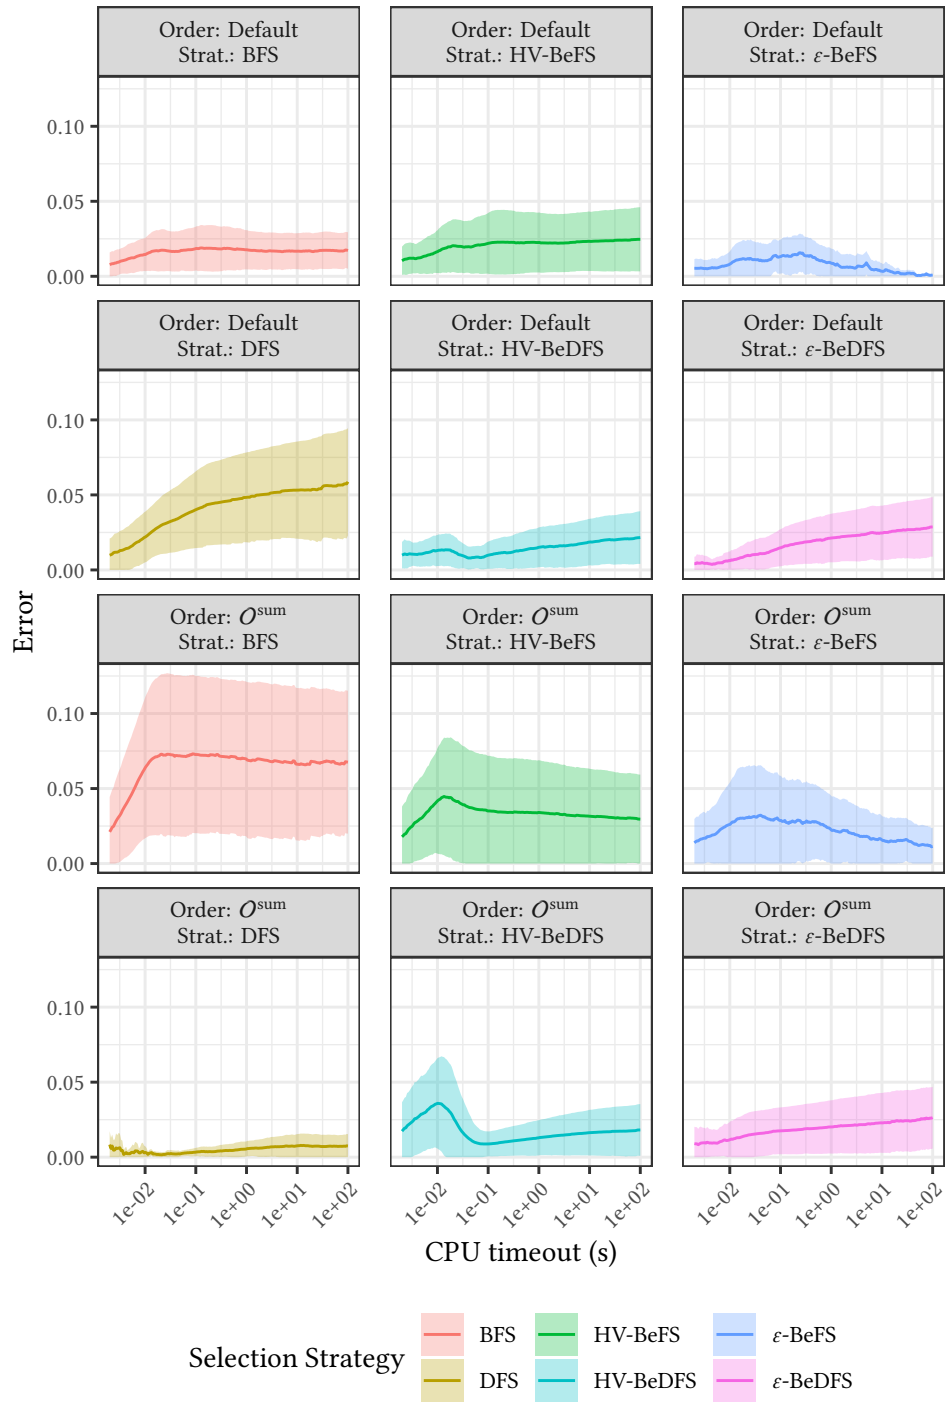 Order: Default
Strat.: BFS
Order: Default
Strat.: HV-BeFS
Order: Default
Strat.: ε-BeFS
0.10
0.05
0.00
Order: Default
Strat.: DFS
Order: Default
Strat.: HV-BeDFS
Order: Default
Strat.: ε-BeDFS
0.10
0.05
0.00
Error
Order: O^sum
Strat.: BFS
Order: O^sum
Strat.: HV-BeFS
Order: O^sum
Strat.: ε-BeFS
0.10
0.05
0.00
Order: O^sum
Strat.: DFS
Order: O^sum
Strat.: HV-BeDFS
Order: O^sum
Strat.: ε-BeDFS
0.10
0.05
0.00
1e-02 1e-01 1e+00 1e+01 1e+02
1e-02 1e-01 1e+00 1e+01 1e+02
1e-02 1e-01 1e+00 1e+01 1e+02
CPU timeout (s)
Selection Strategy
BFS HV-BeFS ε-BeFS
DFS HV-BeDFS ε-BeDFS